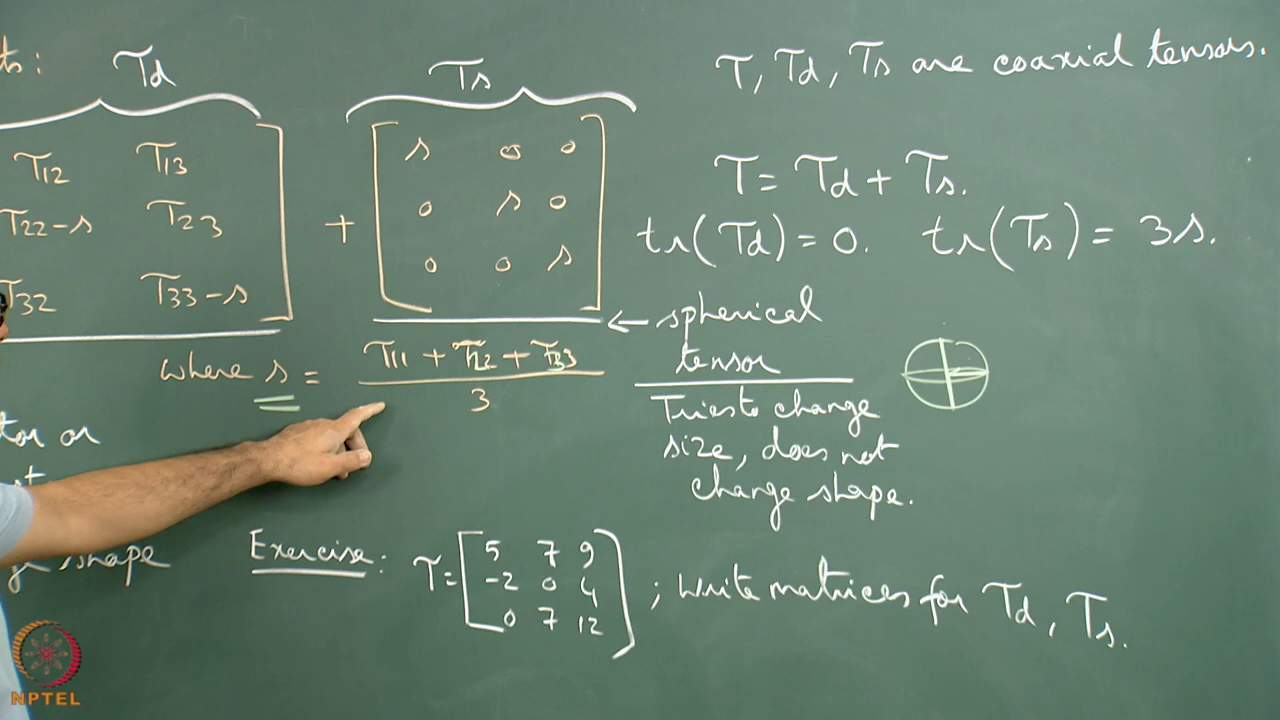 ts:
Td
Ts
T, Td, Ts are coaxial tensors.
T12 T13
T22-s T23
T32 T33-s
+
s 0 0
0 s 0
0 0 s
T = Td + Ts.
tr(Td) = 0. tr(Ts) = 3s.
where s = T11 + T22 + T33
3
← spherical
tensor
Tries to change
size, does not
change shape.
tor or
shape
Exercise: T =
5 7 9
-2 0 4
0 7 12
; write matrices for Td, Ts.
NPTEL